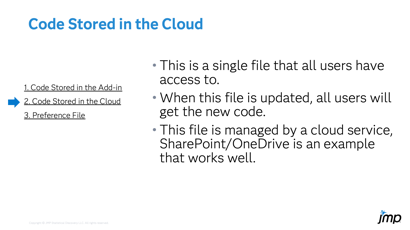 Code Stored in the Cloud
1. Code Stored in the Add-in
2. Code Stored in the Cloud
3. Preference File
• This is a single file that all users have
access to.
• When this file is updated, all users will
get the new code.
• This file is managed by a cloud service,
SharePoint/OneDrive is an example
that works well.
jmp